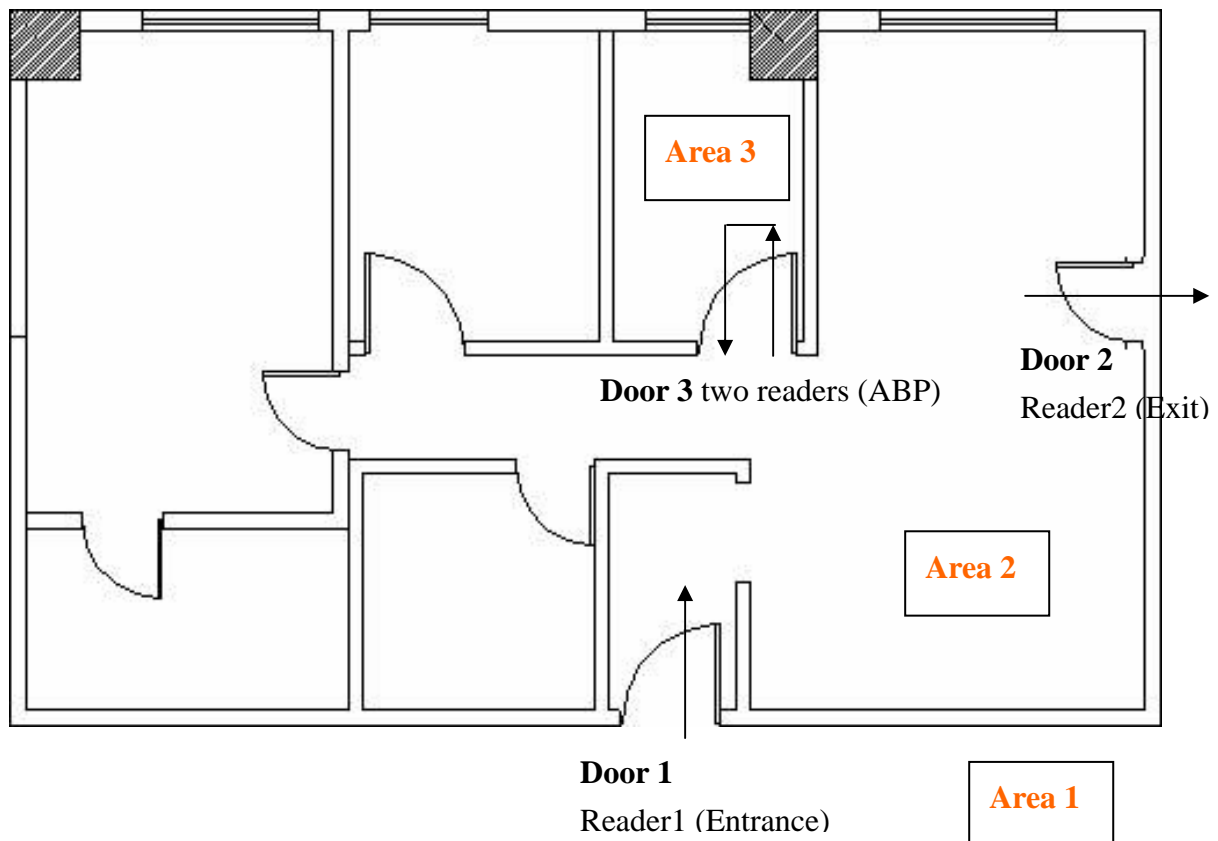 Area 3
Door 3 two readers (ABP)
Door 2
Reader2 (Exit)
Area 2
Door 1
Reader1 (Entrance)
Area 1